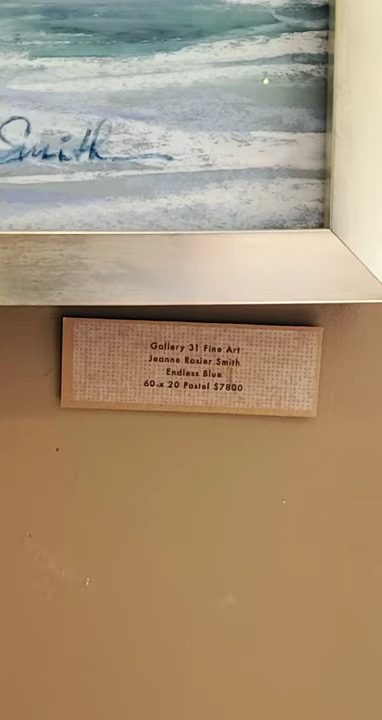 Smith
Gallery 31 Fine Art
Jeanne Rosier Smith
Endless Blue
60 x 20 Pastel $7800